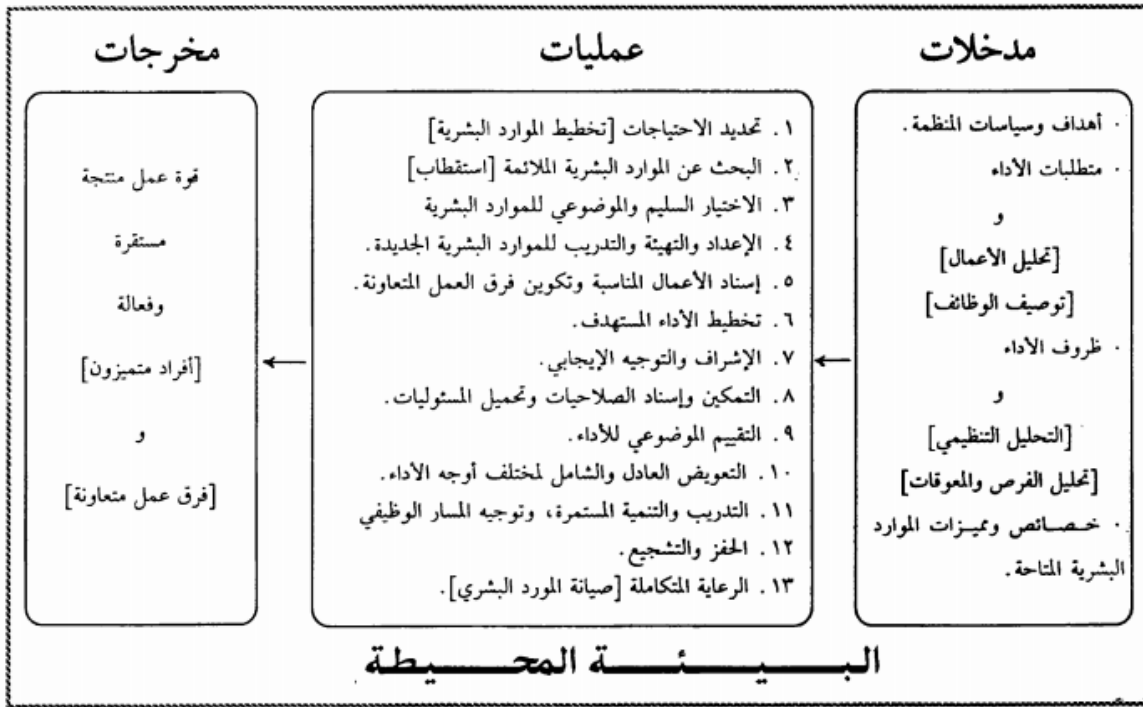 مدخلات
· أهداف وسياسات المنظمة.
· متطلبات الأداء
و
[تحليل الأعمال]
[توصيف الوظائف]
· ظروف الأداء
و
[التحليل التنظيمي]
[تحليل الفرص والمعوقات]
· خصائص ومميزات الموارد
البشرية المتاحة.
عمليات
١. تحديد الاحتياجات [تخطيط الموارد البشرية]
٢. البحث عن الموارد البشرية الملائمة [استقطاب]
٣. الاختيار السليم والموضوعي للموارد البشرية
٤. الإعداد والتهيئة والتدريب للموارد البشرية الجديدة.
٥. إسناد الأعمال المناسبة وتكوين فرق العمل المتعاونة.
٦. تخطيط الأداء المستهدف.
٧. الإشراف والتوجيه الإيجابي.
٨. التمكين وإسناد الصلاحيات وتحميل المسئوليات.
٩. التقييم الموضوعي للأداء.
١٠. التعويض العادل والشامل لمختلف أوجه الأداء.
١١. التدريب والتنمية المستمرة، وتوجيه المسار الوظيفي
١٢. الحفز والتشجيع.
١٣. الرعاية المتكاملة [صيانة المورد البشري].
مخرجات
قوة عمل منتجة
مستقرة
وفعالة
[أفراد متميزون]
و
[فرق عمل متعاونة]
البـــيـــئـــة المحـــيـطة